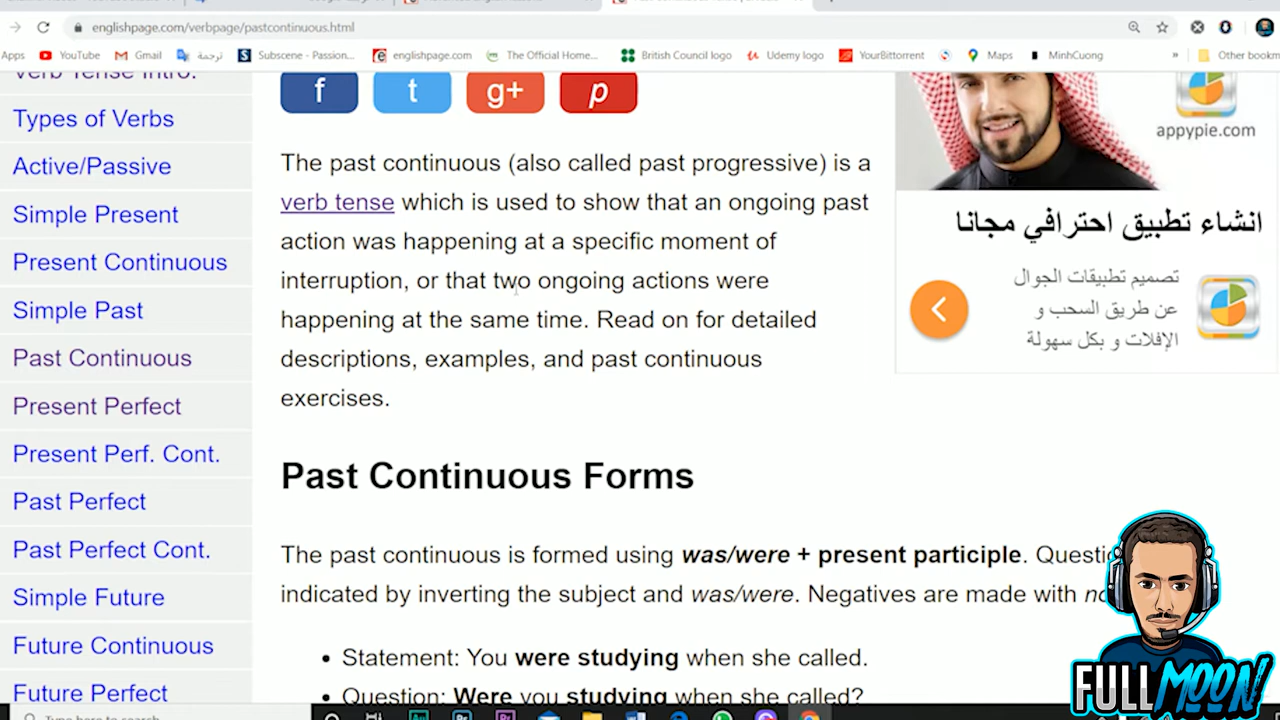 englishpage.com/verbpage/pastcontinuous.html
Apps YouTube Gmail ترجمة Subscene - Passion... englishpage.com The Official Home... British Council logo Udemy logo YourBittorrent Maps MinhCuong » Other bookm
Verb Tense Intro.
Types of Verbs
Active/Passive
Simple Present
Present Continuous
Simple Past
Past Continuous
Present Perfect
Present Perf. Cont.
Past Perfect
Past Perfect Cont.
Simple Future
Future Continuous
Future Perfect
f t g+ p
The past continuous (also called past progressive) is a
verb tense which is used to show that an ongoing past
action was happening at a specific moment of
interruption, or that two ongoing actions were
happening at the same time. Read on for detailed
descriptions, examples, and past continuous
exercises.
Past Continuous Forms
The past continuous is formed using was/were + present participle.
indicated by inverting the subject and was/were. Negatives are made with
• Statement: You were studying when she called.
• Question: Were you studying when she called?
appypie.com
انشاء تطبيق احترافي مجانا
تصميم تطبيقات الجوال
عن طريق السحب و
الإفلات و بكل سهولة
FULLMOON
Type here to search